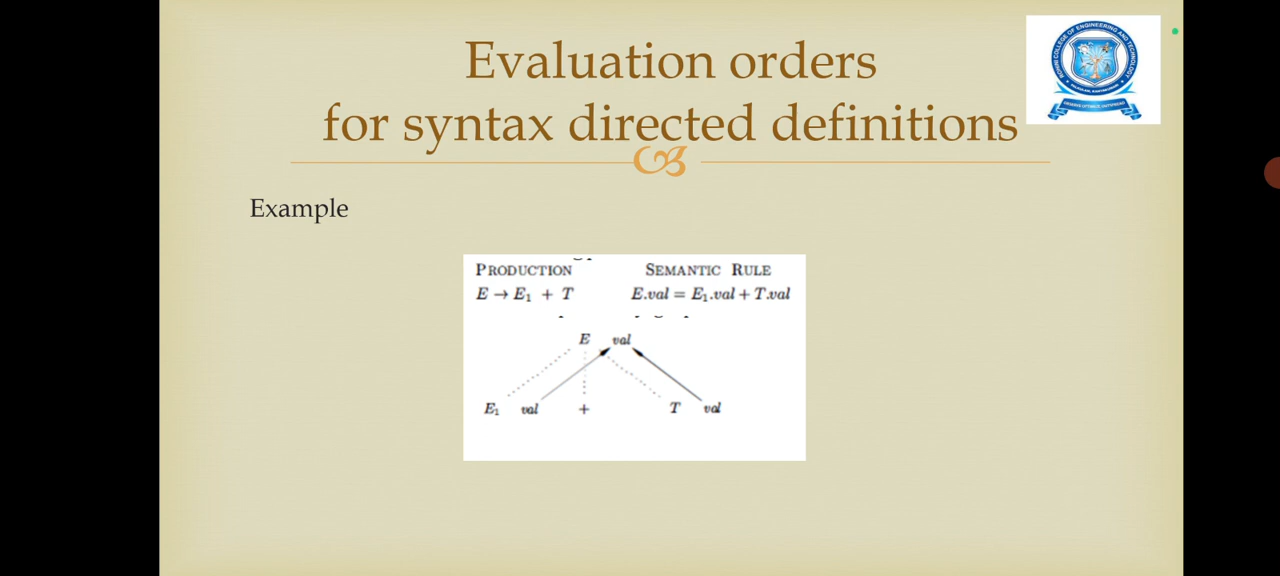 Evaluation orders
for syntax directed definitions
Example
PRODUCTION SEMANTIC RULE
E → E₁ + T E.val = E₁.val + T.val
E val
E₁ val + T val